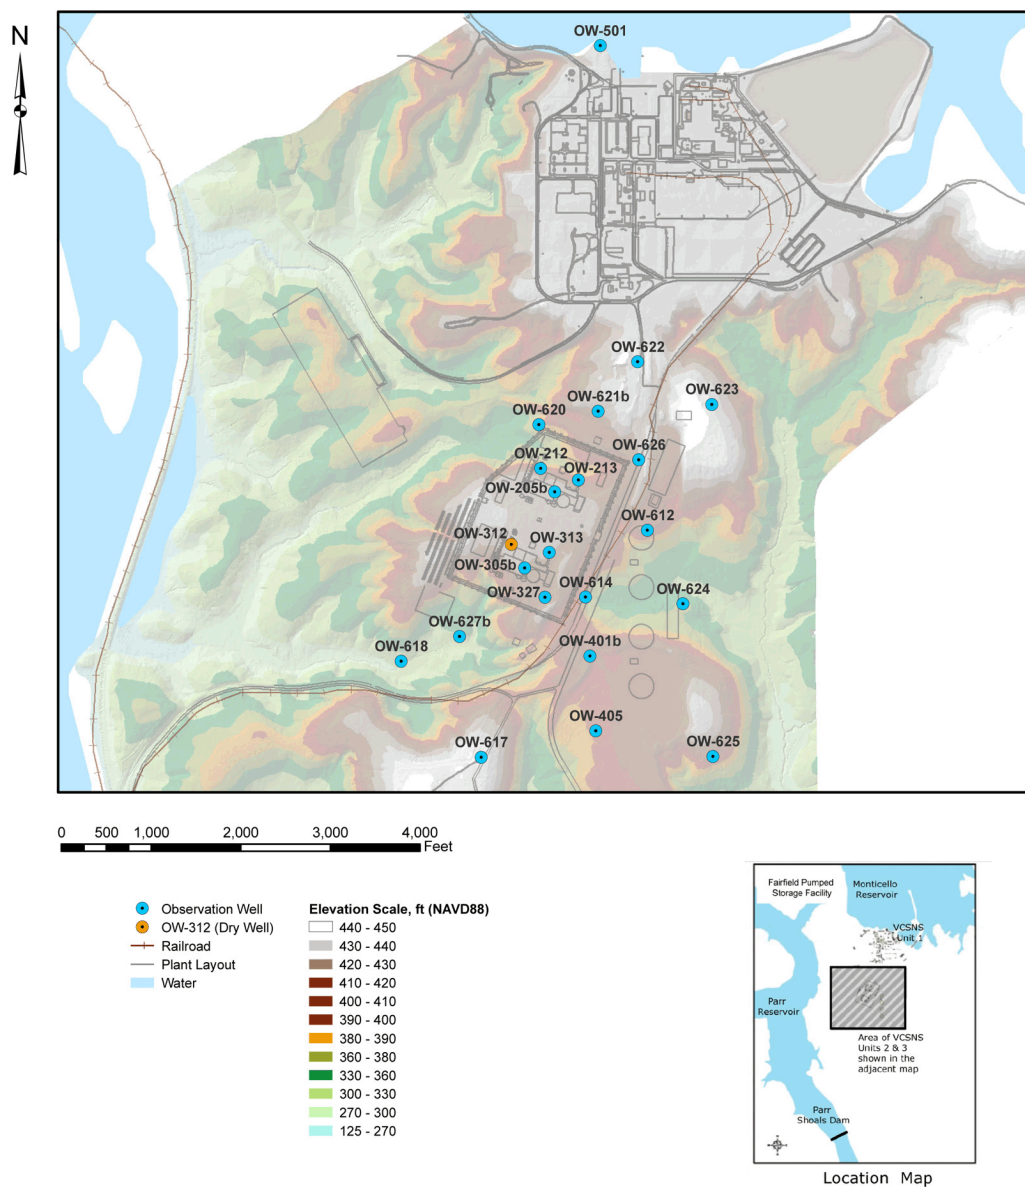 N
OW-501
OW-622
OW-623
OW-621b
OW-620
OW-626
OW-212
OW-213
OW-205b
OW-312
OW-313
OW-612
OW-305b
OW-327
OW-614
OW-624
OW-627b
OW-618
OW-401b
OW-405
OW-617
OW-625
0 500 1,000 2,000 3,000 4,000
Feet
Observation Well
OW-312 (Dry Well)
Railroad
Plant Layout
Water
Elevation Scale, ft (NAVD88)
440 - 450
430 - 440
420 - 430
410 - 420
400 - 410
390 - 400
380 - 390
360 - 380
330 - 360
300 - 330
270 - 300
125 - 270
Fairfield Pumped
Storage Facility
Monticello
Reservoir
VCSNS
Unit 1
Parr
Reservoir
Area of VCSNS
Units 2 & 3
shown in the
adjacent map
Parr
Shoals Dam
Location Map